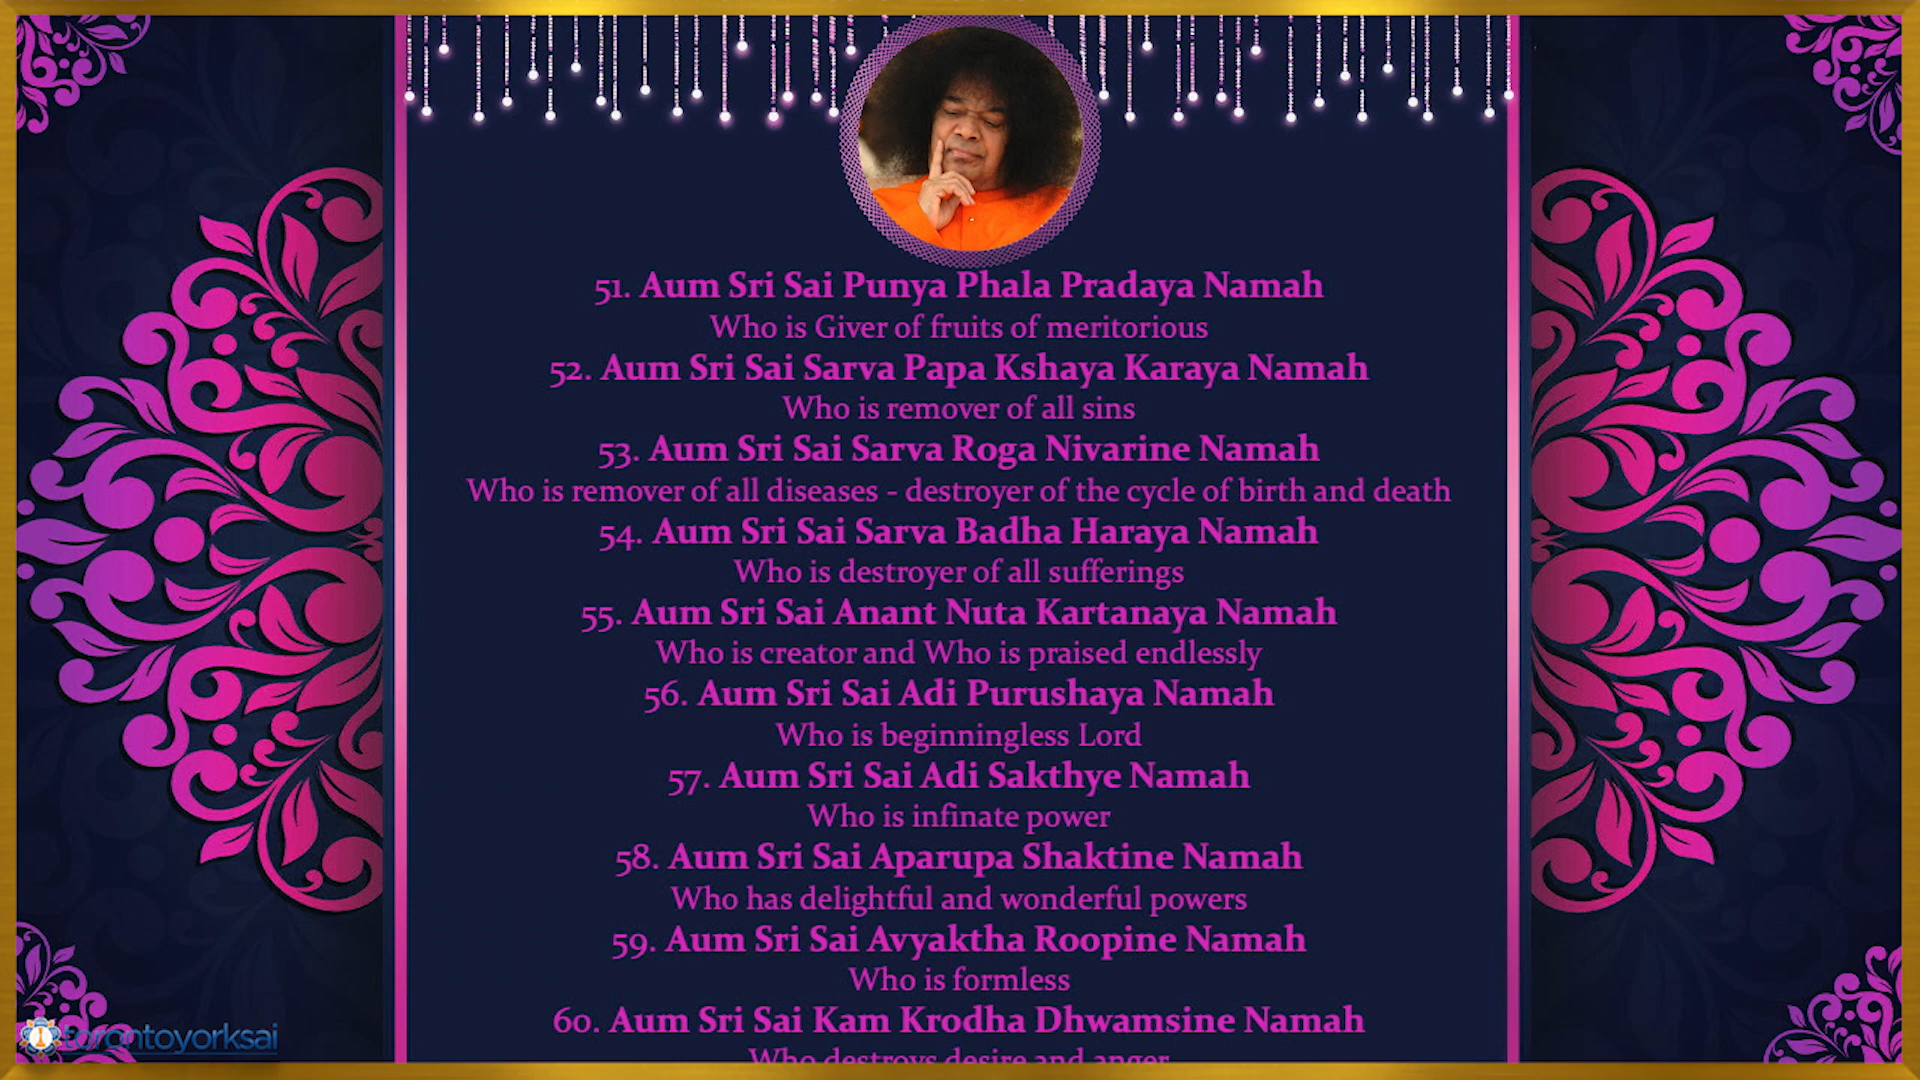 51. Aum Sri Sai Punya Phala Pradaya Namah
Who is Giver of fruits of meritorious
52. Aum Sri Sai Sarva Papa Kshaya Karaya Namah
Who is remover of all sins
53. Aum Sri Sai Sarva Roga Nivarine Namah
Who is remover of all diseases - destroyer of the cycle of birth and death
54. Aum Sri Sai Sarva Badha Haraya Namah
Who is destroyer of all sufferings
55. Aum Sri Sai Anant Nuta Kartanaya Namah
Who is creator and Who is praised endlessly
56. Aum Sri Sai Adi Purushaya Namah
Who is beginningless Lord
57. Aum Sri Sai Adi Sakthye Namah
Who is infinate power
58. Aum Sri Sai Aparupa Shaktine Namah
Who has delightful and wonderful powers
59. Aum Sri Sai Avyaktha Roopine Namah
Who is formless
60. Aum Sri Sai Kam Krodha Dhwamsine Namah
Who destroys desire and anger
torontoyorksai